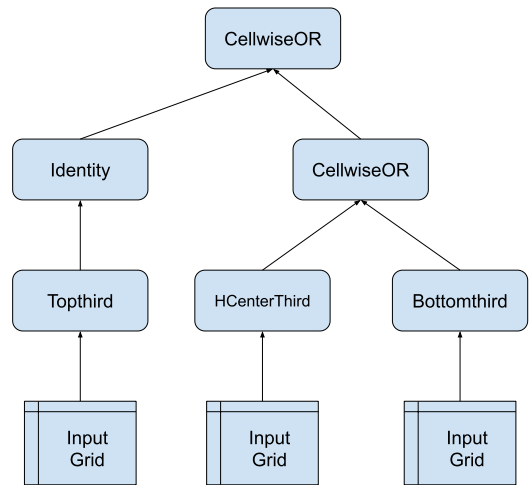 CellwiseOR
Identity
CellwiseOR
Topthird
HCenterThird
Bottomthird
Input
Grid
Input
Grid
Input
Grid